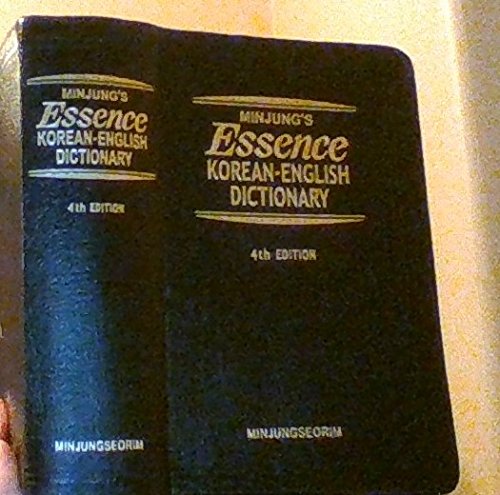 MINJUNG'S
Essence
KOREAN-ENGLISH
DICTIONARY
4th EDITION
MINJUNGSEORIM
MINJUNG'S
Essence
KOREAN-ENGLISH
DICTIONARY
4th EDITION
MINJUNGSEORIM